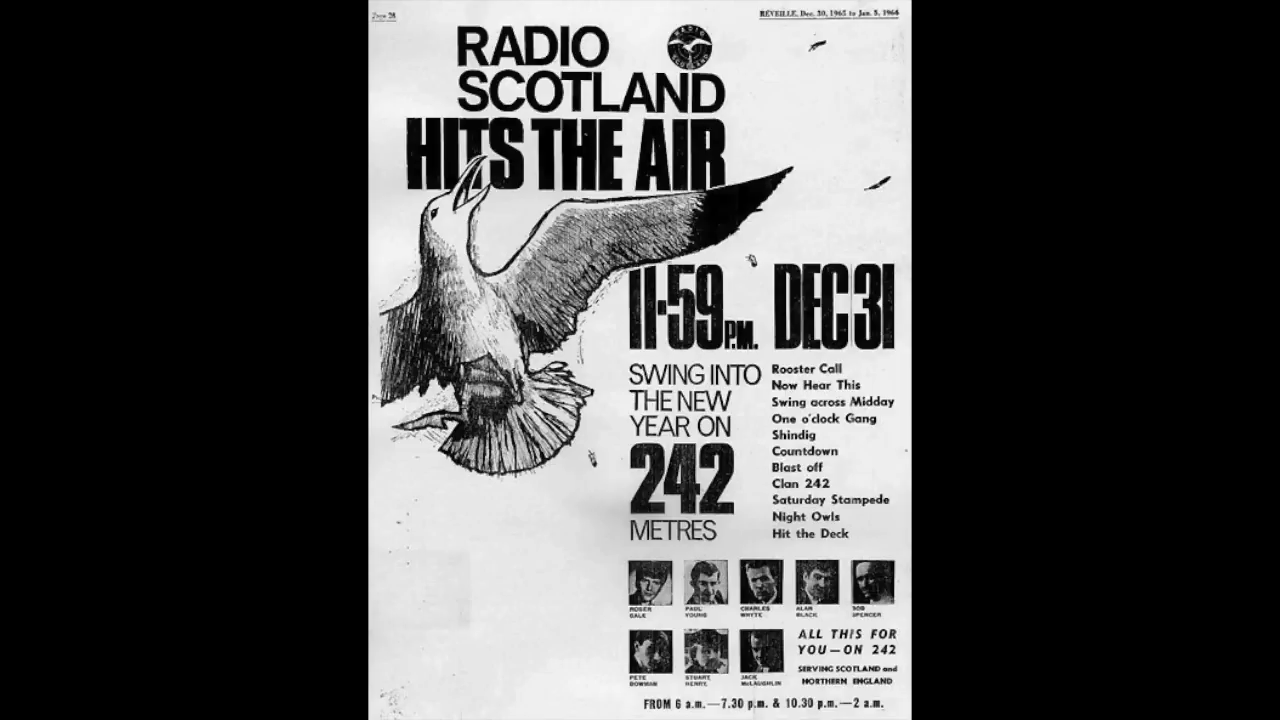 Page 28
REVEILLE, Dec. 30, 1965 to Jan. 5, 1966
RADIO
SCOTLAND
RADIO
SCOTLAND
HITS THE AIR
11·59 P.M. DEC 31
SWING INTO
THE NEW
YEAR ON
242
METRES
Rooster Call
Now Hear This
Swing across Midday
One o'clock Gang
Shindig
Countdown
Blast off
Clan 242
Saturday Stampede
Night Owls
Hit the Deck
ROGER GALE
PAUL YOUNG
CHARLES WHYTE
ALAN BLACK
BOB SPENCER
PETE BOWMAN
STUART HENRY
JACK McLAUGHLIN
ALL THIS FOR
YOU—ON 242
SERVING SCOTLAND and
NORTHERN ENGLAND
FROM 6 a.m.—7.30 p.m. & 10.30 p.m.—2 a.m.